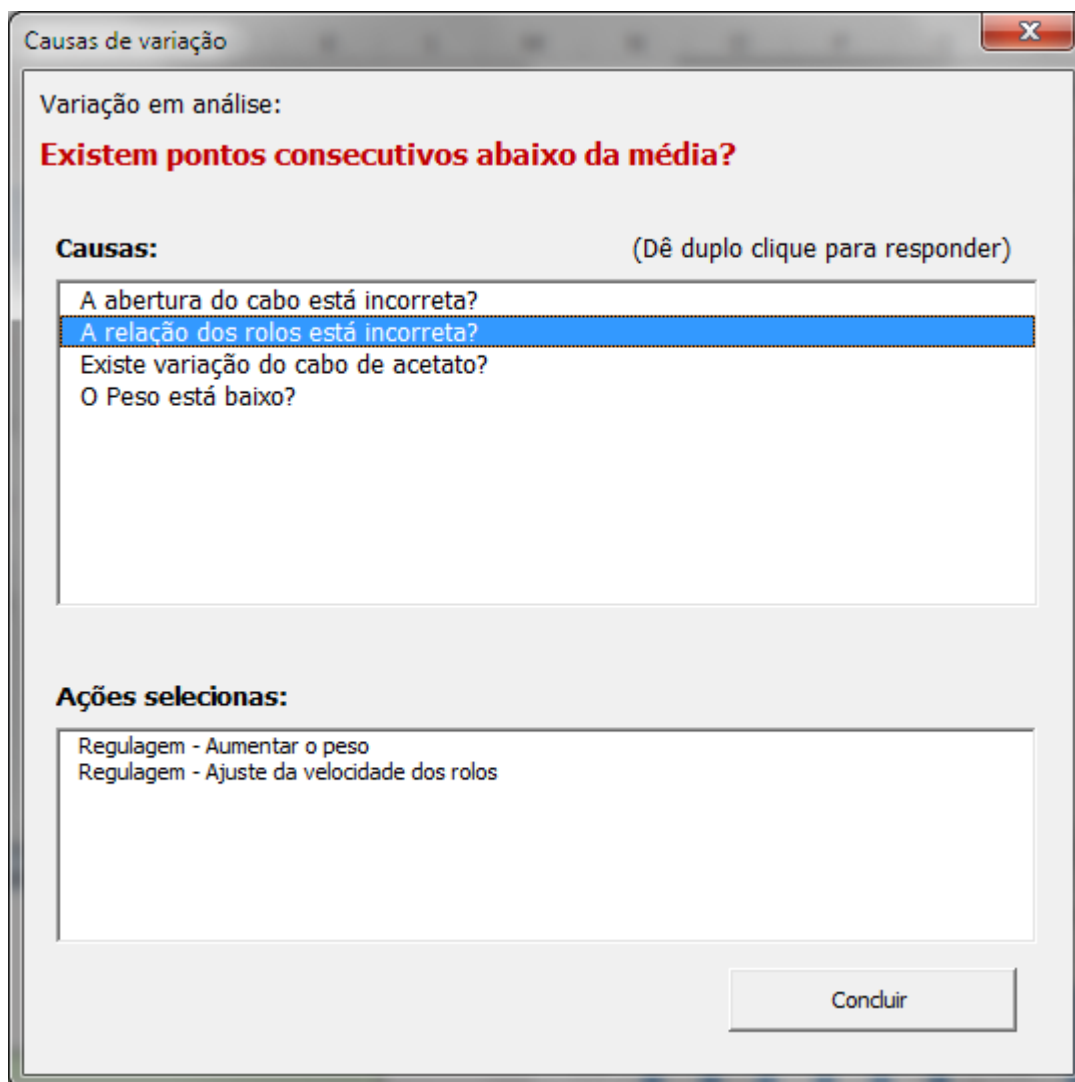 Causas de variação
Variação em análise:
Existem pontos consecutivos abaixo da média?
Causas: (Dê duplo clique para responder)
A abertura do cabo está incorreta?
A relação dos rolos está incorreta?
Existe variação do cabo de acetato?
O Peso está baixo?
Ações selecionas:
Regulagem - Aumentar o peso
Regulagem - Ajuste da velocidade dos rolos
Concluir